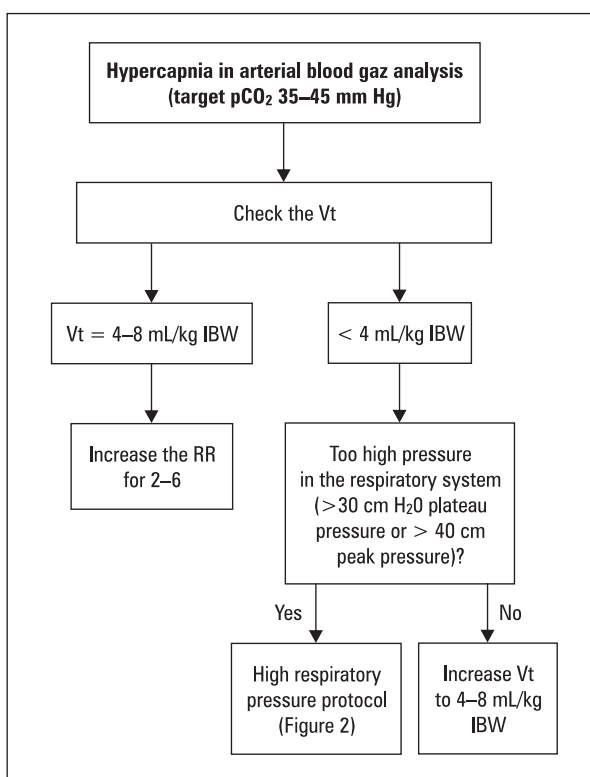 Hypercapnia in arterial blood gas analysis
(target pCO₂ 35–45 mm Hg)
Check the Vt
Vt = 4–8 mL/kg IBW
< 4 mL/kg IBW
Increase the RR
for 2–6
Too high pressure
in the respiratory system
(>30 cm H₂0 plateau
pressure or > 40 cm
peak pressure)?
Yes
No
High respiratory
pressure protocol
(Figure 2)
Increase Vt
to 4–8 mL/kg
IBW